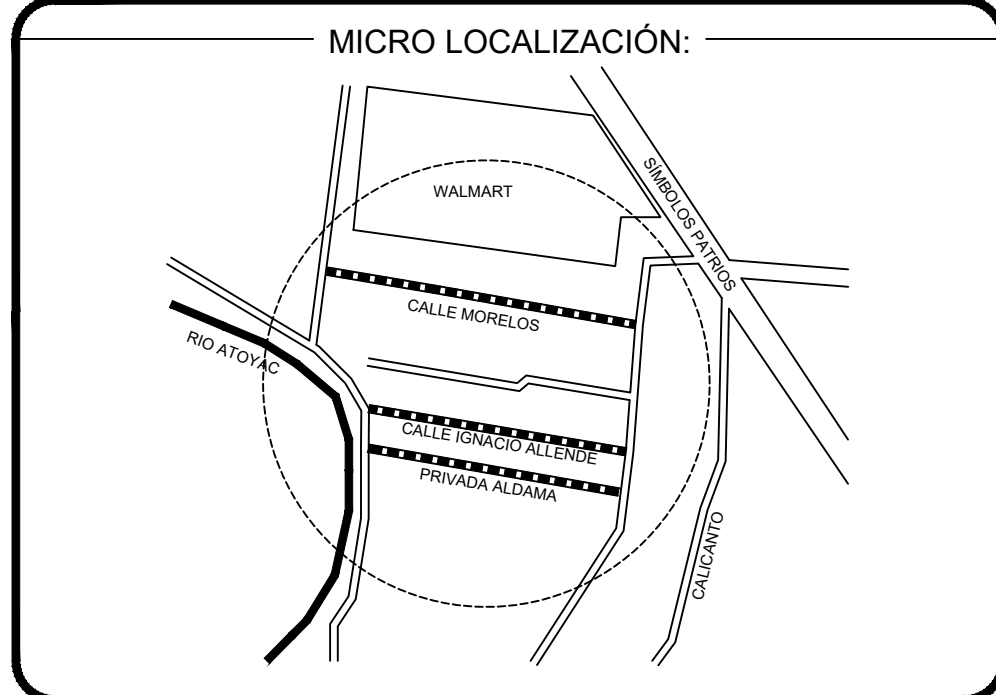 MICRO LOCALIZACIÓN:
WALMART
SÍMBOLOS PATRIOS
CALLE MORELOS
RIO ATOYAC
CALLE IGNACIO ALLENDE
PRIVADA ALDAMA
CALICANTO